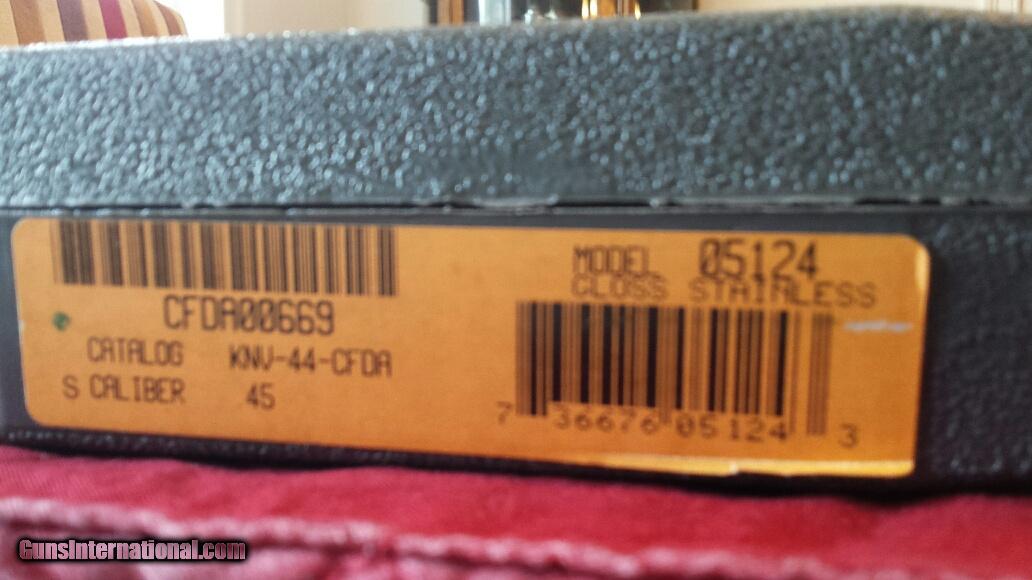 CFDA00669
CATALOG KNV-44-CFDA
S CALIBER 45
MODEL 05124
GLOSS STAINLESS
7 36676 05124 3
GunsInternational.com